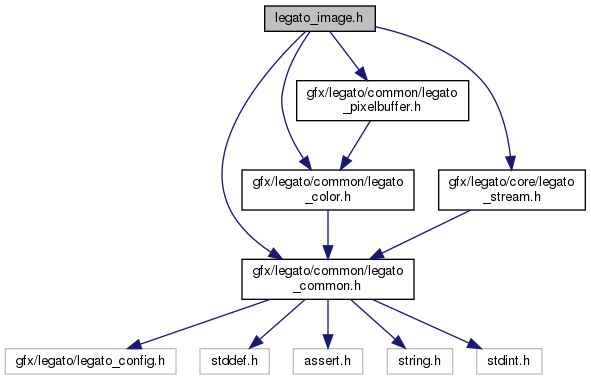 legato_image.h
gfx/legato/common/legato
_pixelbuffer.h
gfx/legato/common/legato
_color.h
gfx/legato/core/legato
_stream.h
gfx/legato/common/legato
_common.h
gfx/legato/legato_config.h
stddef.h
assert.h
string.h
stdint.h